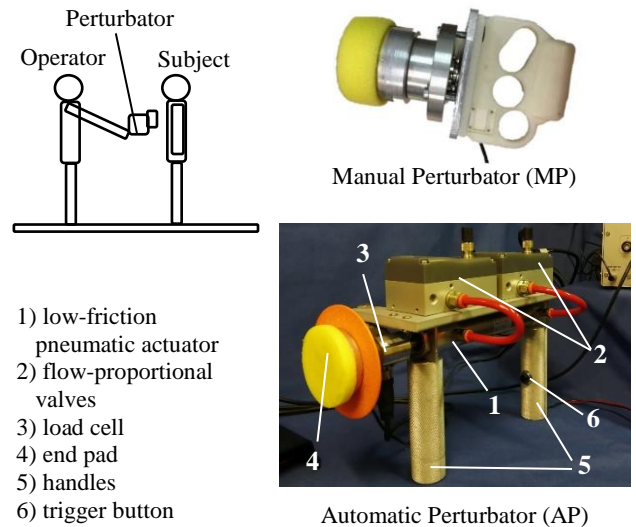 Perturbator
Operator Subject
Manual Perturbator (MP)
1) low-friction
pneumatic actuator
2) flow-proportional
valves
3) load cell
4) end pad
5) handles
6) trigger button
3
2
1
6
4
5
Automatic Perturbator (AP)